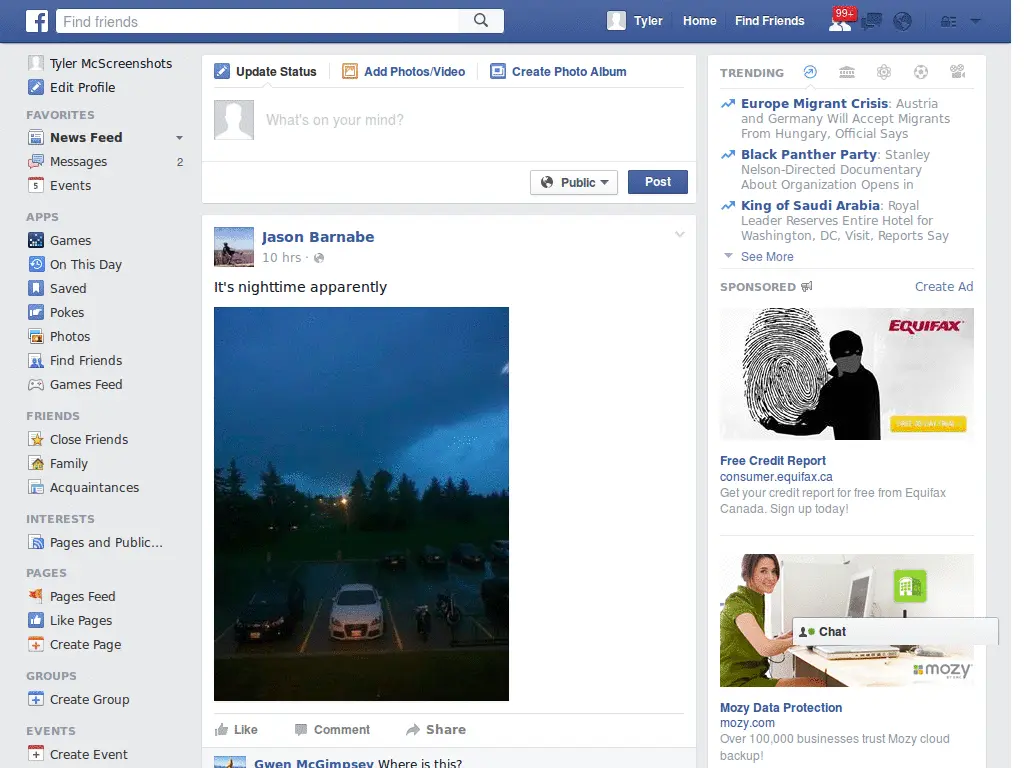 Find friends
Tyler
Home
Find Friends
99+
Tyler McScreenshots
Edit Profile
FAVORITES
News Feed
Messages 2
5 Events
APPS
Games
On This Day
Saved
Pokes
Photos
Find Friends
Games Feed
FRIENDS
Close Friends
Family
Acquaintances
INTERESTS
Pages and Public...
PAGES
Pages Feed
Like Pages
Create Page
GROUPS
Create Group
EVENTS
Create Event
Update Status
Add Photos/Video
Create Photo Album
What's on your mind?
Public
Post
Jason Barnabe
10 hrs ·
It's nighttime apparently
Like
Comment
Share
Gwen McGimpsey Where is this?
TRENDING
Europe Migrant Crisis: Austria
and Germany Will Accept Migrants
From Hungary, Official Says
Black Panther Party: Stanley
Nelson-Directed Documentary
About Organization Opens in
King of Saudi Arabia: Royal
Leader Reserves Entire Hotel for
Washington, DC, Visit, Reports Say
See More
SPONSORED
Create Ad
EQUIFAX
Free Credit Report
consumer.equifax.ca
Get your credit report for free from Equifax
Canada. Sign up today!
Chat
mozy
Mozy Data Protection
mozy.com
Over 100,000 businesses trust Mozy cloud
backup!